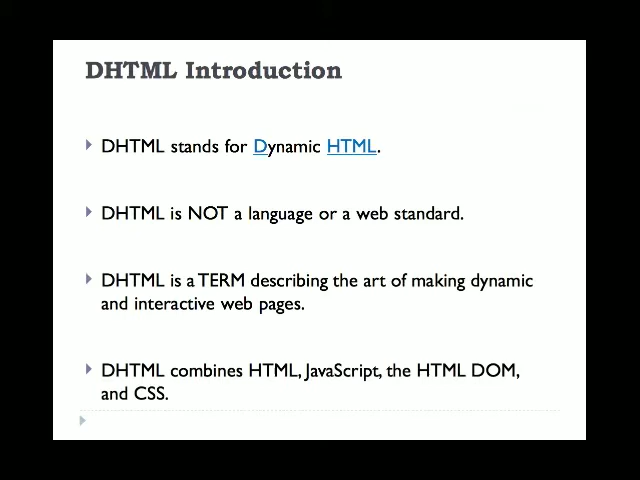 DHTML Introduction
DHTML stands for Dynamic HTML.
DHTML is NOT a language or a web standard.
DHTML is a TERM describing the art of making dynamic
and interactive web pages.
DHTML combines HTML, JavaScript, the HTML DOM,
and CSS.